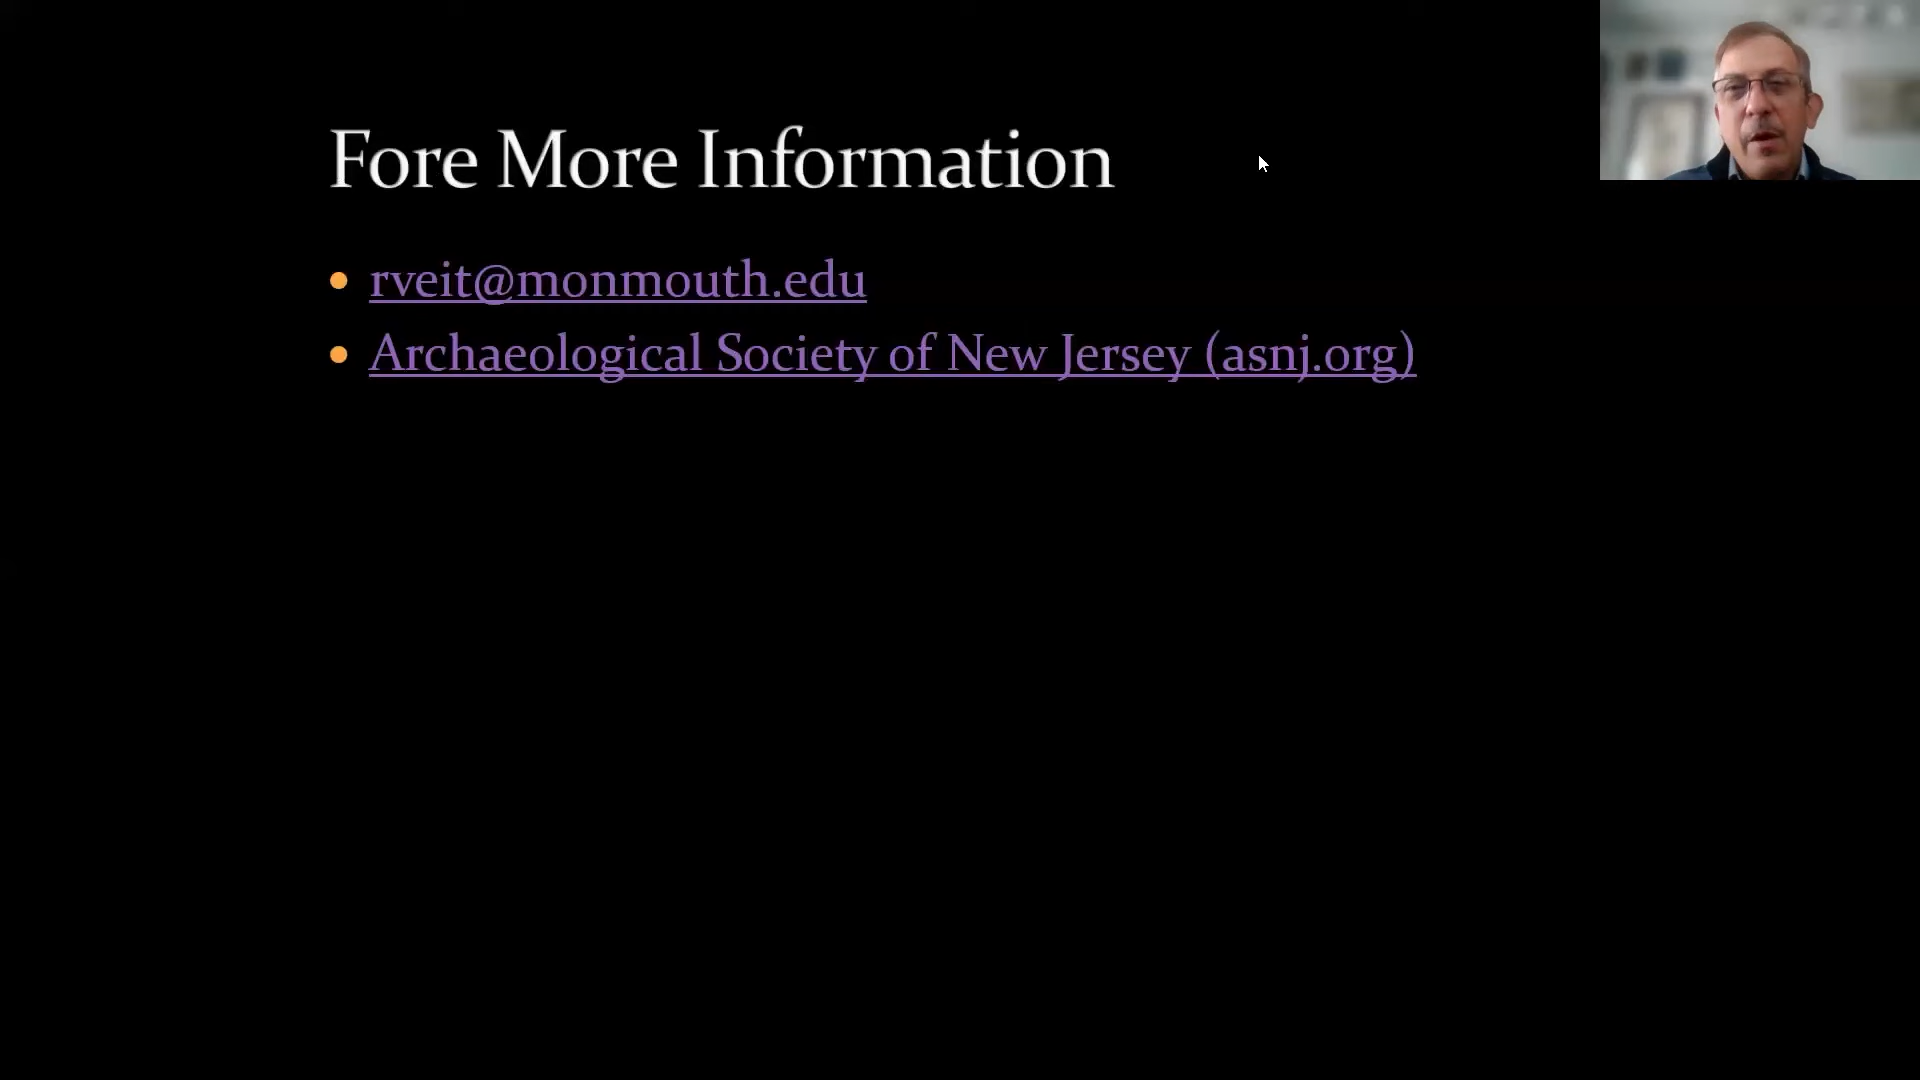 Fore More Information
rveit@monmouth.edu
Archaeological Society of New Jersey (asnj.org)